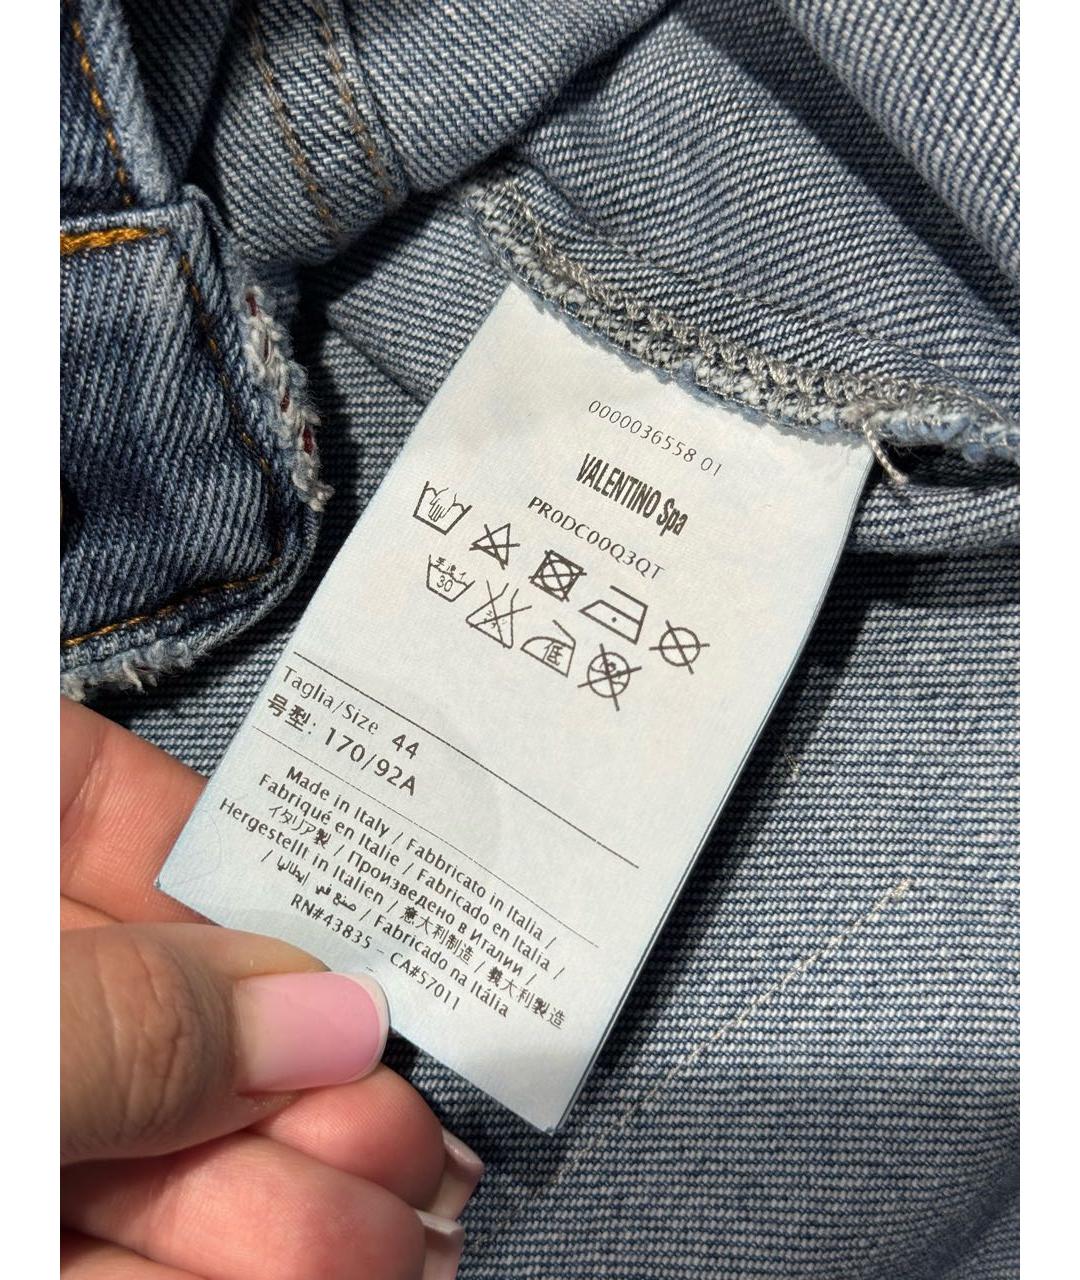 0000036558 01
VALENTINO Spa
PR0DC00Q3QT
30
低
Taglia/Size 44
号型: 170/92A
Made in Italy / Fabbricato in Italia /
Fabriqué en Italie / Fabricado en Italia /
イタリア製 / Произведено в Италии /
Hergestellt in Italien / 意大利制造 / 義大利製造
/ صنع في إيطاليا / Fabricado na Itália
RN#43835 - CA#57011